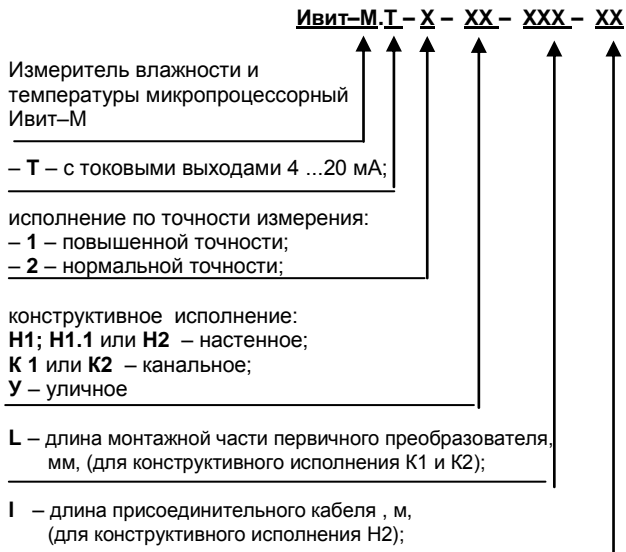 Ивит–М.Т – Х – ХХ – ХХХ – ХХ
Измеритель влажности и
температуры микропроцессорный
Ивит–М
– Т – с токовыми выходами 4 ...20 мА;
исполнение по точности измерения:
– 1 – повышенной точности;
– 2 – нормальной точности;
конструктивное исполнение:
Н1; Н1.1 или Н2 – настенное;
К 1 или К2 – канальное;
У – уличное
L – длина монтажной части первичного преобразователя,
мм, (для конструктивного исполнения К1 и К2);
l – длина присоединительного кабеля , м,
(для конструктивного исполнения Н2);